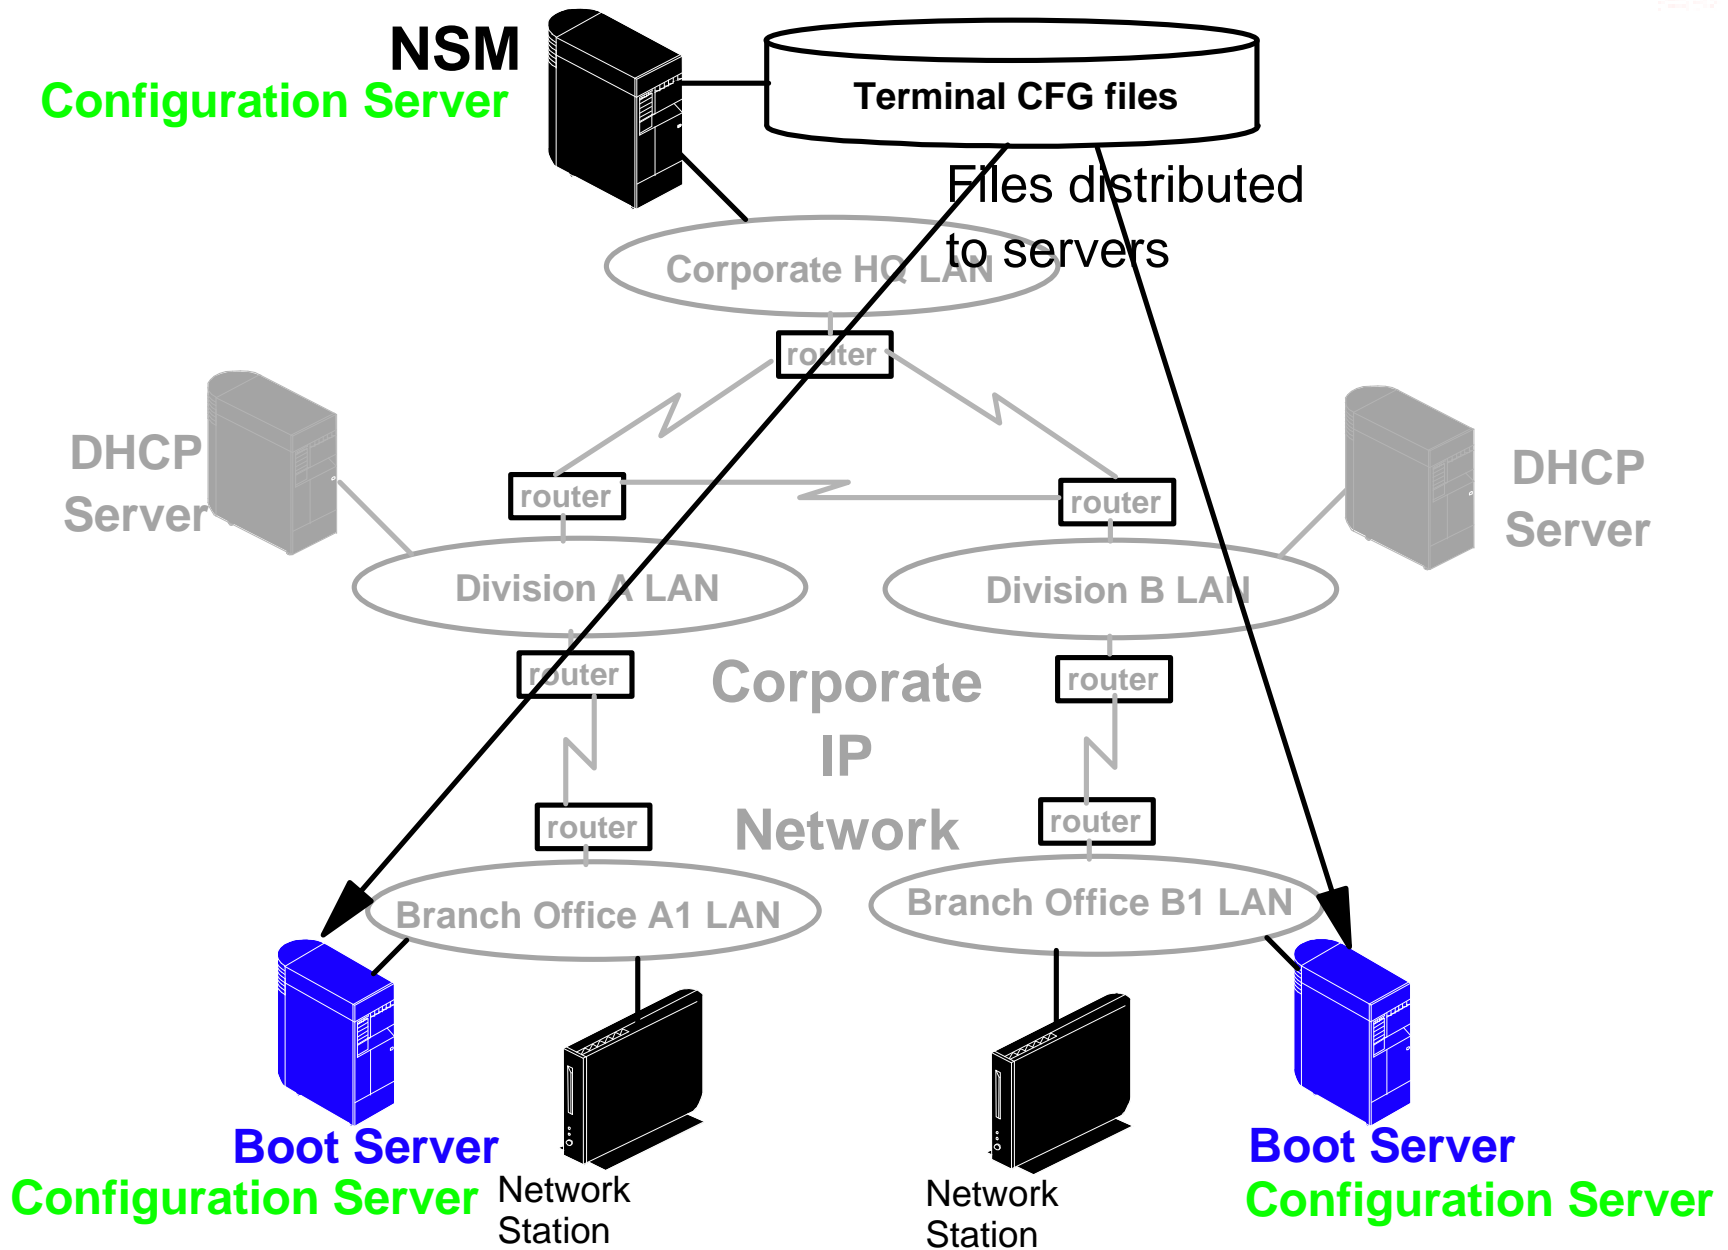 NSM
Configuration Server
Terminal CFG files
Files distributed
to servers
Corporate HQ LAN
router
DHCP
Server
router
router
DHCP
Server
Division A LAN
Division B LAN
router
router
Corporate
IP
Network
router
router
Branch Office A1 LAN
Branch Office B1 LAN
Boot Server
Configuration Server
Network
Station
Network
Station
Boot Server
Configuration Server